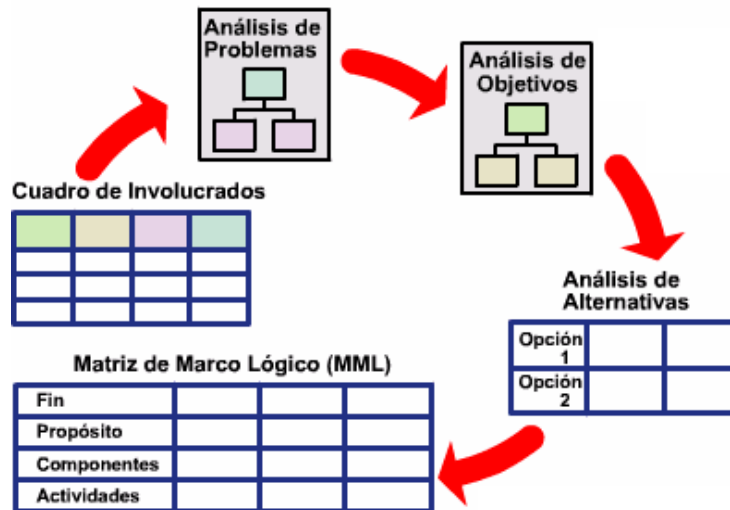 Análisis de
Problemas
Análisis de
Objetivos
Cuadro de Involucrados
Análisis de
Alternativas
Opción
1
Opción
2
Matriz de Marco Lógico (MML)
Fin
Propósito
Componentes
Actividades